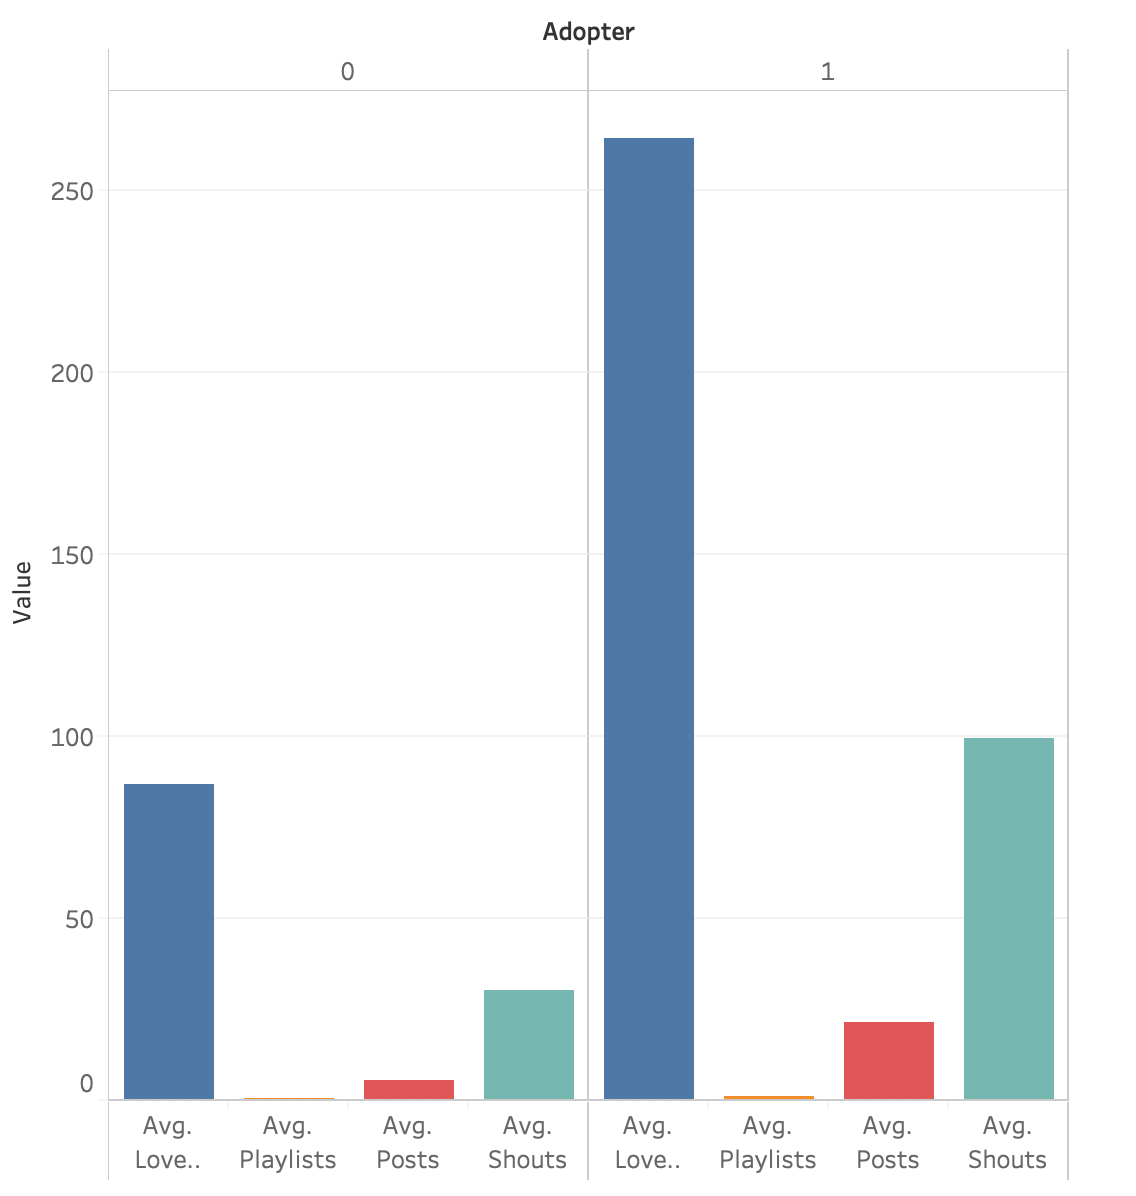 Adopter
0 1
250
200
150
100
50
0
Value
Avg. Avg. Avg. Avg. Avg. Avg. Avg. Avg.
Love.. Playlists Posts Shouts Love.. Playlists Posts Shouts